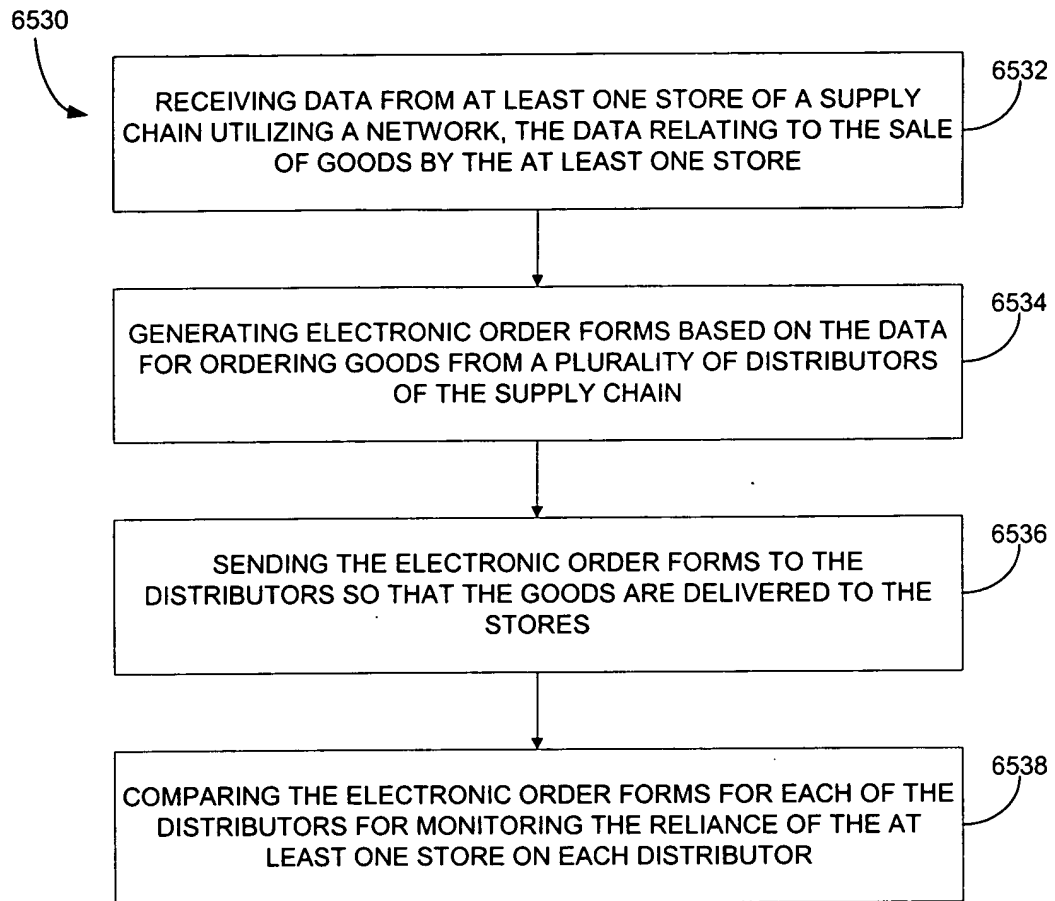 6530
6532
RECEIVING DATA FROM AT LEAST ONE STORE OF A SUPPLY
CHAIN UTILIZING A NETWORK, THE DATA RELATING TO THE SALE
OF GOODS BY THE AT LEAST ONE STORE
6534
GENERATING ELECTRONIC ORDER FORMS BASED ON THE DATA
FOR ORDERING GOODS FROM A PLURALITY OF DISTRIBUTORS
OF THE SUPPLY CHAIN
6536
SENDING THE ELECTRONIC ORDER FORMS TO THE
DISTRIBUTORS SO THAT THE GOODS ARE DELIVERED TO THE
STORES
6538
COMPARING THE ELECTRONIC ORDER FORMS FOR EACH OF THE
DISTRIBUTORS FOR MONITORING THE RELIANCE OF THE AT
LEAST ONE STORE ON EACH DISTRIBUTOR